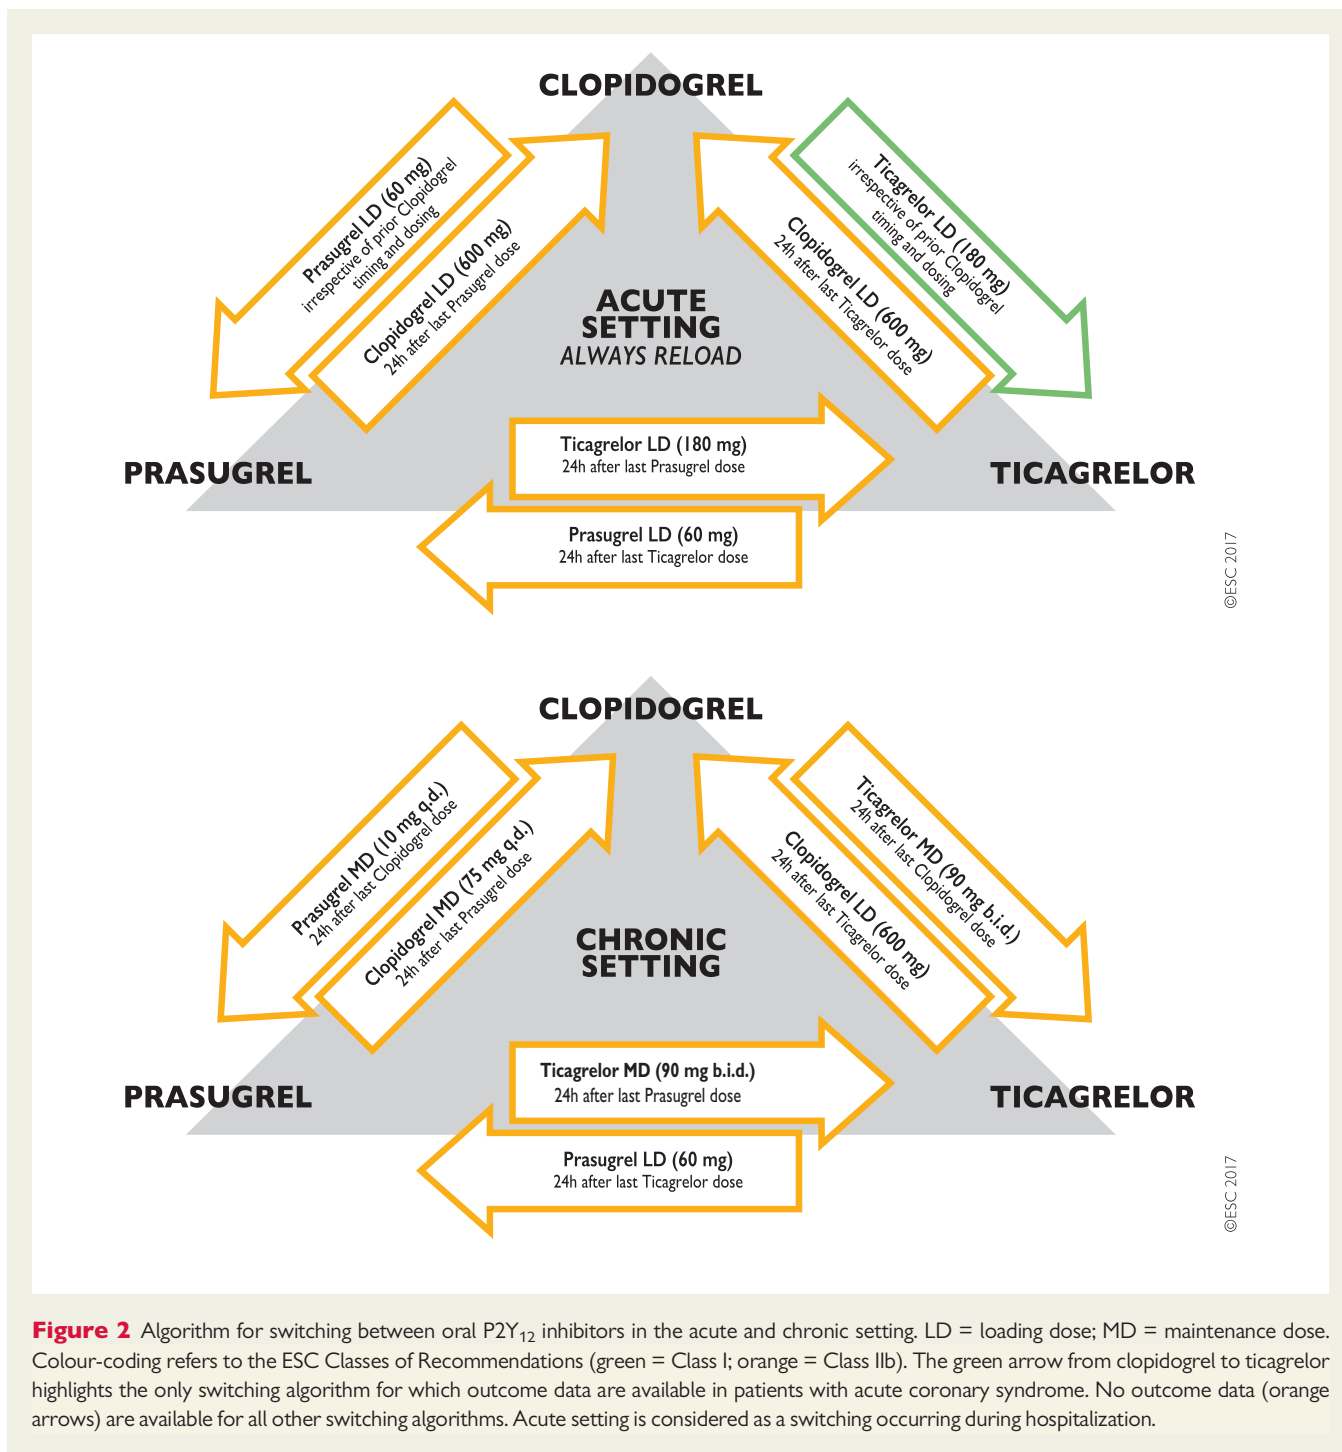 CLOPIDOGREL
Prasugrel LD (60 mg)
irrespective of prior Clopidogrel
timing and dosing
Clopidogrel LD (600 mg)
24h after last Prasugrel dose
Ticagrelor LD (180 mg)
irrespective of prior Clopidogrel
timing and dosing
Clopidogrel LD (600 mg)
24h after last Ticagrelor dose
ACUTE
SETTING
ALWAYS RELOAD
Ticagrelor LD (180 mg)
24h after last Prasugrel dose
PRASUGREL
TICAGRELOR
Prasugrel LD (60 mg)
24h after last Ticagrelor dose
©ESC 2017
CLOPIDOGREL
Prasugrel MD (10 mg q.d.)
24h after last Clopidogrel dose
Clopidogrel MD (75 mg q.d.)
24h after last Prasugrel dose
Ticagrelor MD (90 mg b.i.d.)
24h after last Clopidogrel dose
Clopidogrel LD (600 mg)
24h after last Ticagrelor dose
CHRONIC
SETTING
Ticagrelor MD (90 mg b.i.d.)
24h after last Prasugrel dose
PRASUGREL
TICAGRELOR
Prasugrel LD (60 mg)
24h after last Ticagrelor dose
©ESC 2017
Figure 2 Algorithm for switching between oral P2Y12 inhibitors in the acute and chronic setting. LD = loading dose; MD = maintenance dose.
Colour-coding refers to the ESC Classes of Recommendations (green = Class I; orange = Class IIb). The green arrow from clopidogrel to ticagrelor
highlights the only switching algorithm for which outcome data are available in patients with acute coronary syndrome. No outcome data (orange
arrows) are available for all other switching algorithms. Acute setting is considered as a switching occurring during hospitalization.